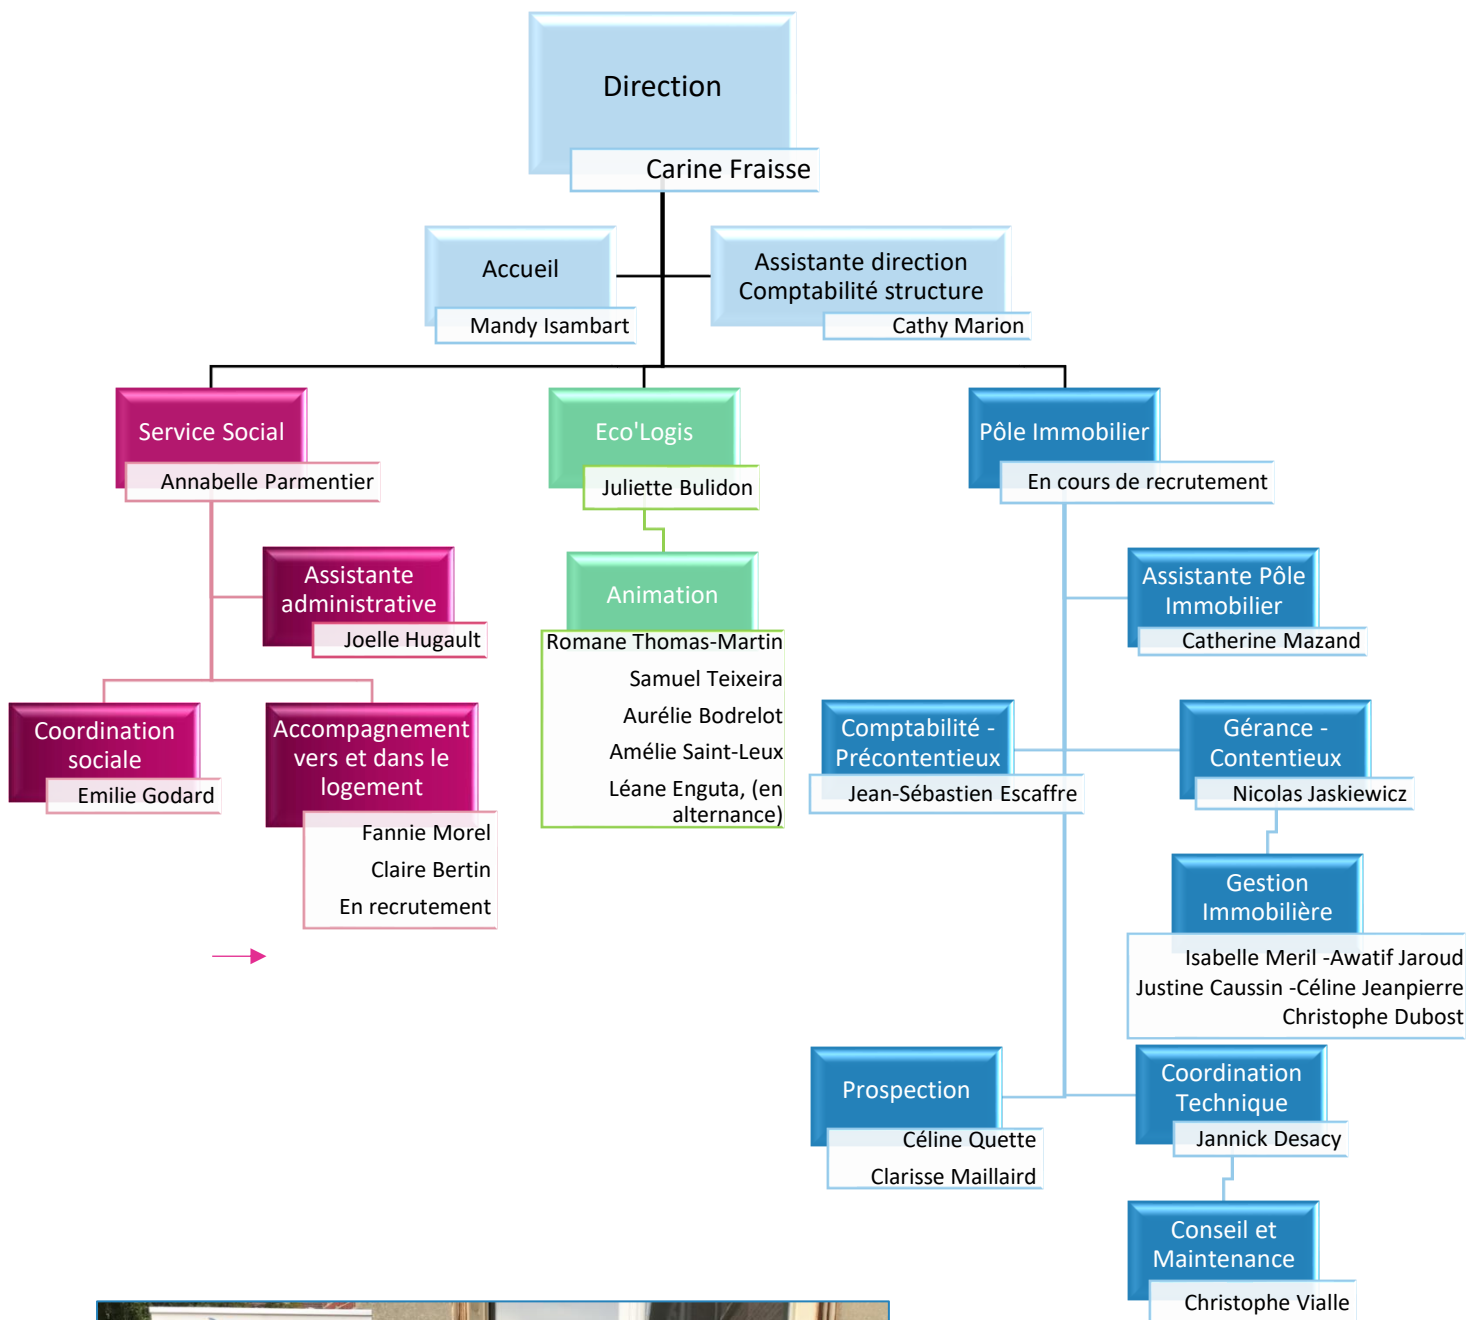 Direction
Carine Fraisse
Accueil
Mandy Isambart
Assistante direction
Comptabilité structure
Cathy Marion
Service Social
Annabelle Parmentier
Eco'Logis
Juliette Bulidon
Pôle Immobilier
En cours de recrutement
Assistante
administrative
Joelle Hugault
Animation
Romane Thomas-Martin
Samuel Teixeira
Aurélie Bodrelot
Amélie Saint-Leux
Léane Enguta, (en
alternance)
Assistante Pôle
Immobilier
Catherine Mazand
Coordination
sociale
Emilie Godard
Accompagnement
vers et dans le
logement
Fannie Morel
Claire Bertin
En recrutement
Comptabilité -
Précontentieux
Jean-Sébastien Escaffre
Gérance -
Contentieux
Nicolas Jaskiewicz
Gestion
Immobilière
Isabelle Meril -Awatif Jaroud
Justine Caussin -Céline Jeanpierre
Christophe Dubost
Prospection
Céline Quette
Clarisse Maillaird
Coordination
Technique
Jannick Desacy
Conseil et
Maintenance
Christophe Vialle